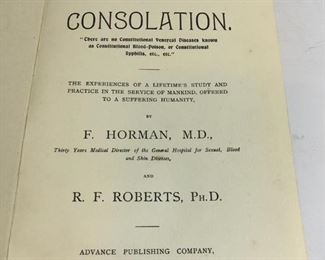 CONSOLATION.
"There are no Constitutional Venereal Diseases known
as Constitutional Blood-Poison, or Constitutional
Syphilis, etc., etc."
THE EXPERIENCES OF A LIFETIME'S STUDY AND
PRACTICE IN THE SERVICE OF MANKIND, OFFERED
TO A SUFFERING HUMANITY,
BY
F. HORMAN, M.D.,
Thirty Years Medical Director of the General Hospital for Sexual, Blood
and Skin Diseases,
AND
R. F. ROBERTS, PH.D.
ADVANCE PUBLISHING COMPANY,